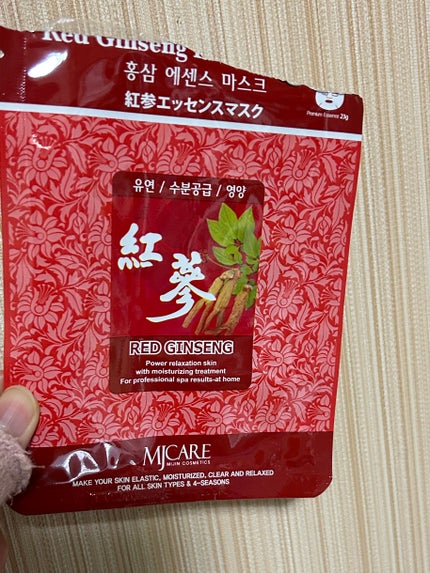 Red Ginseng
홍삼 에센스 마스크
紅参エッセンスマスク
Premium Essence 23g
유연 / 수분공급 / 영양
紅
蔘
RED GINSENG
Power relaxation skin
with moisturizing treatment
For professional spa results-at home
MJCARE
MIJIN COSMETICS
MAKE YOUR SKIN ELASTIC, MOISTURIZED, CLEAR AND RELAXED
FOR ALL SKIN TYPES & 4-SEASONS